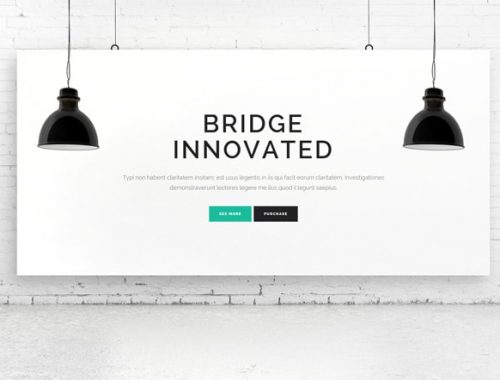 BRIDGE
INNOVATED
Typi non habent claritatem insitam: est usus legentis in iis qui facit eorum claritatem. Investigationes
demonstraverunt lectores legere me lius quod ii legunt saepius.
SEE MORE PURCHASE